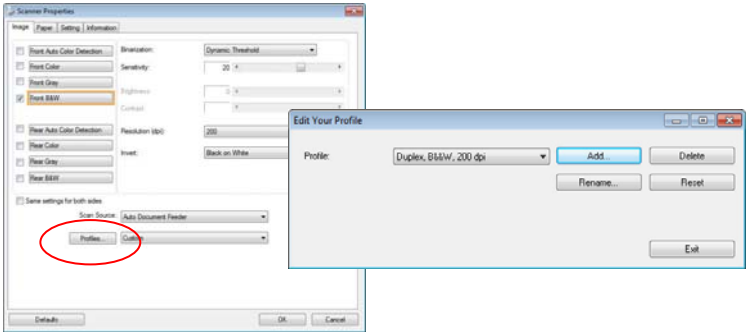 Scanner Properties
Image Paper Setting Information
Front Auto Color Detection
Front Color
Front Gray
Front B&W
Rear Auto Color Detection
Rear Color
Rear Gray
Rear B&W
Binarization: Dynamic Threshold
Sensitivity: 20
Brightness: 0
Contrast:
Resolution (dpi): 200
Invert: Black on White
Same settings for both sides
Scan Source: Auto Document Feeder
Profiles... Custom
Defaults OK Cancel
Edit Your Profile
Profile: Duplex, B&W, 200 dpi Add... Delete
Rename... Reset
Exit